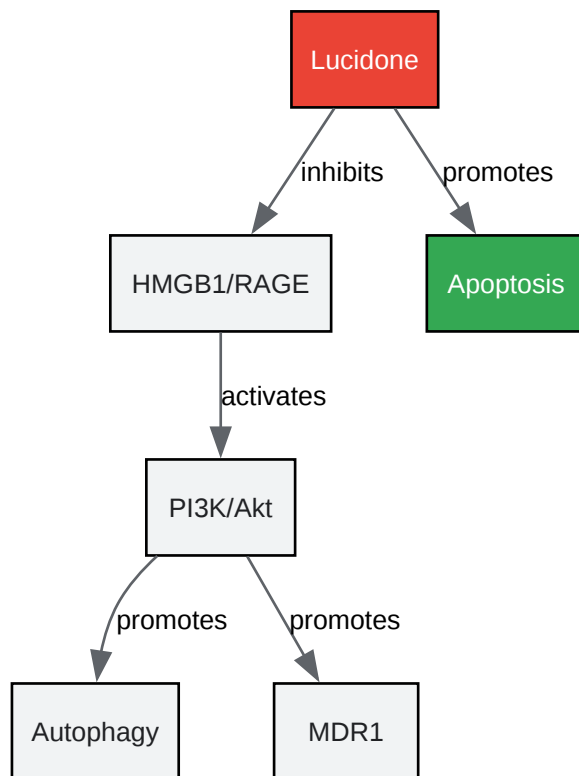 Lucidone
inhibits
promotes
HMGB1/RAGE
Apoptosis
activates
PI3K/Akt
promotes
promotes
Autophagy
MDR1